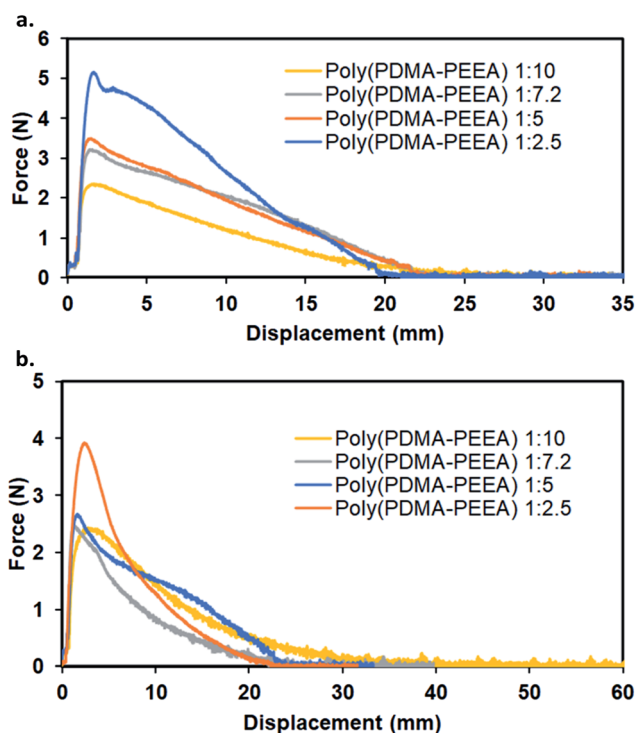 a.
6
5
4
3
2
1
0
Force (N)
Poly(PDMA-PEEA) 1:10
Poly(PDMA-PEEA) 1:7.2
Poly(PDMA-PEEA) 1:5
Poly(PDMA-PEEA) 1:2.5
0 5 10 15 20 25 30 35
Displacement (mm)
b.
5
4
3
2
1
0
Force (N)
Poly(PDMA-PEEA) 1:10
Poly(PDMA-PEEA) 1:7.2
Poly(PDMA-PEEA) 1:5
Poly(PDMA-PEEA) 1:2.5
0 10 20 30 40 50 60
Displacement (mm)